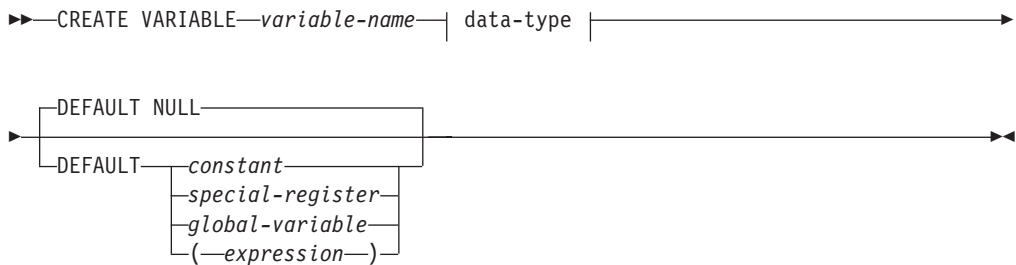 CREATE VARIABLE variable-name data-type
DEFAULT NULL
DEFAULT constant
special-register
global-variable
( expression )